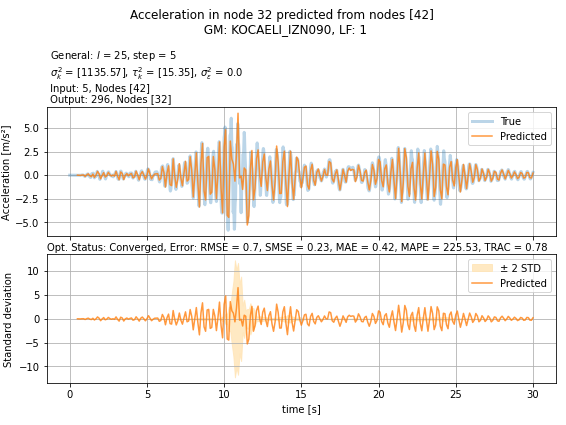 Acceleration in node 32 predicted from nodes [42]
GM: KOCAELI_IZN090, LF: 1
General: l = 25, step = 5
σ²ₖ = [1135.57], τ²ₖ = [15.35], σ²ε = 0.0
Input: 5, Nodes [42]
Output: 296, Nodes [32]
Acceleration [m/s²]
5.0
2.5
0.0
−2.5
−5.0
True
Predicted
Opt. Status: Converged, Error: RMSE = 0.7, SMSE = 0.23, MAE = 0.42, MAPE = 225.53, TRAC = 0.78
Standard deviation
10
5
0
−5
−10
± 2 STD
Predicted
0 5 10 15 20 25 30
time [s]